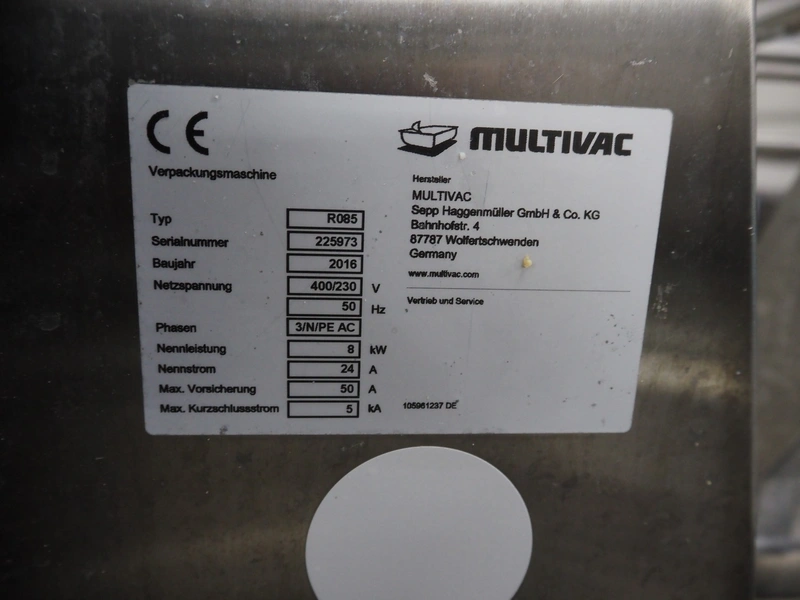 CE
Verpackungsmaschine
Typ R085
Serialnummer 225973
Baujahr 2016
Netzspannung 400/230 V
50 Hz
Phasen 3/N/PE AC
Nennleistung 8 kW
Nennstrom 24 A
Max. Vorsicherung 50 A
Max. Kurzschlussstrom 5 kA
MULTIVAC
Hersteller
MULTIVAC
Sepp Haggenmüller GmbH & Co. KG
Bahnhofstr. 4
87787 Wolfertschwenden
Germany
www.multivac.com
Vertrieb und Service
105961237 DE